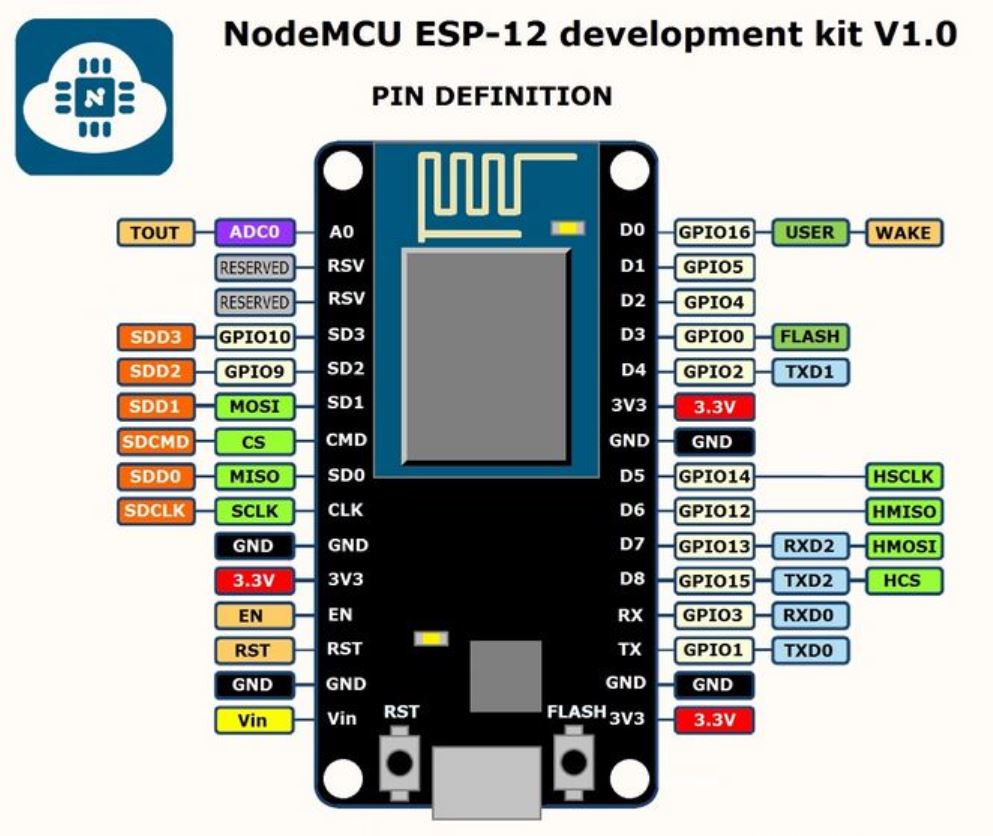 NodeMCU ESP-12 development kit V1.0
PIN DEFINITION
TOUT ADC0 A0 D0 GPIO16 USER WAKE
RESERVED RSV D1 GPIO5
RESERVED RSV D2 GPIO4
SDD3 GPIO10 SD3 D3 GPIO0 FLASH
SDD2 GPIO9 SD2 D4 GPIO2 TXD1
SDD1 MOSI SD1 3V3 3.3V
SDCMD CS CMD GND GND
SDD0 MISO SD0 D5 GPIO14 HSCLK
SDCLK SCLK CLK D6 GPIO12 HMISO
GND GND D7 GPIO13 RXD2 HMOSI
3.3V 3V3 D8 GPIO15 TXD2 HCS
EN EN RX GPIO3 RXD0
RST RST TX GPIO1 TXD0
GND GND GND GND
Vin Vin RST FLASH 3V3 3.3V